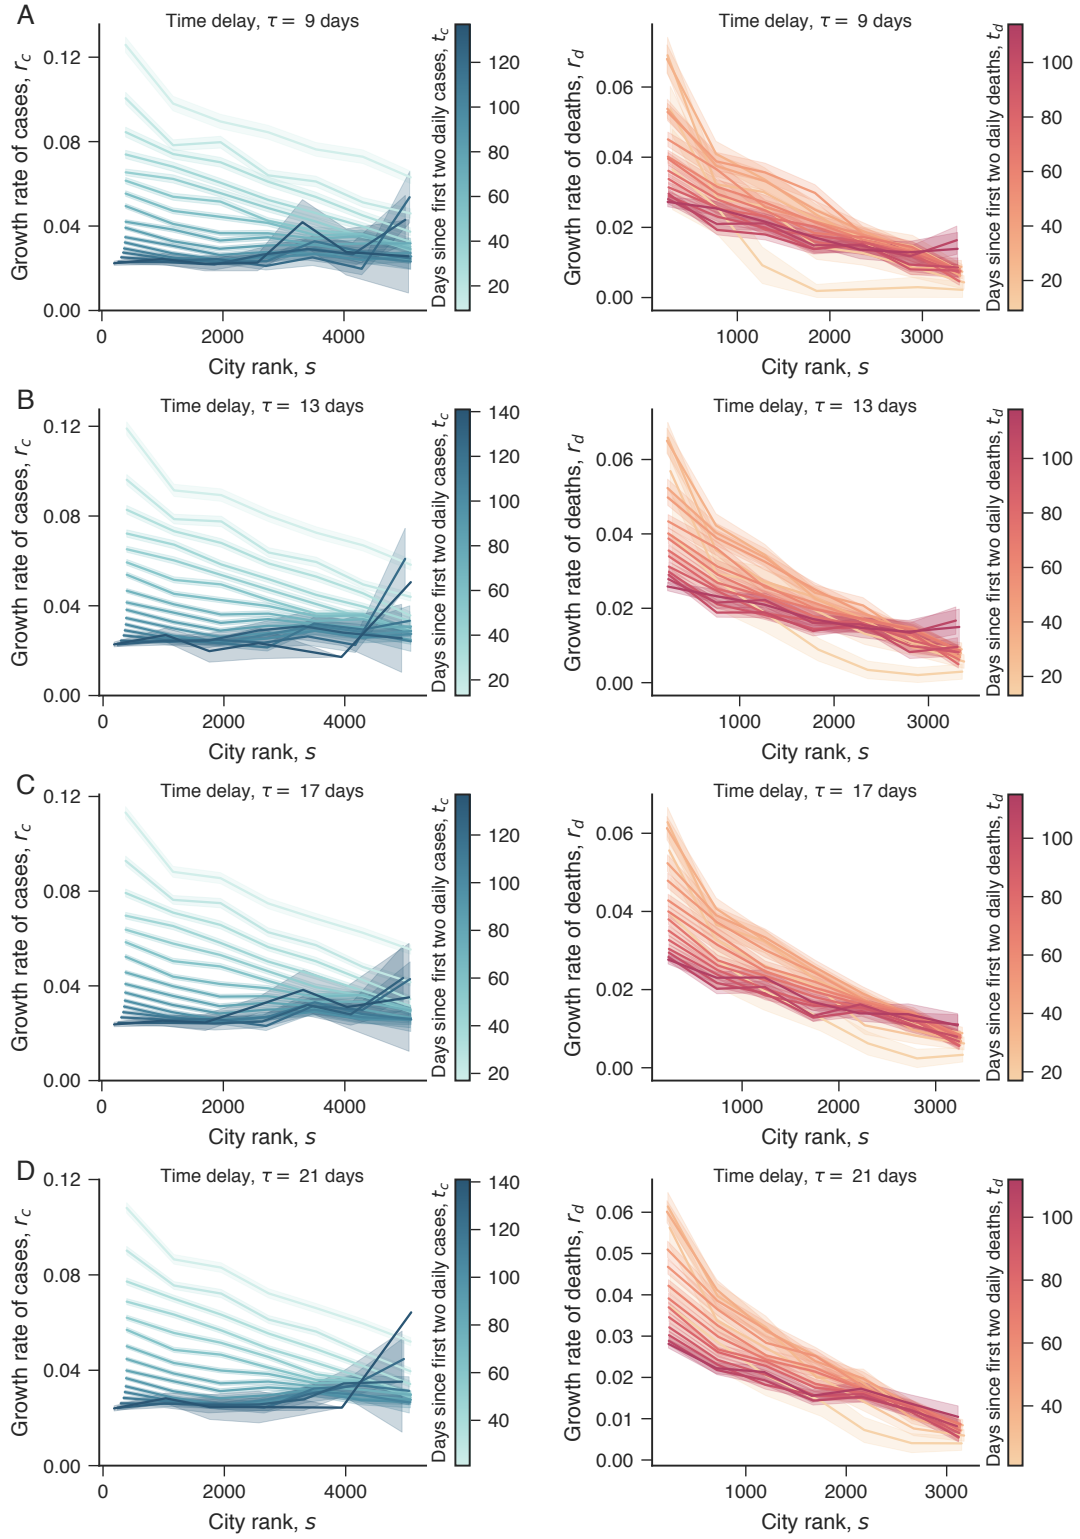 A
Time delay, τ = 9 days
Growth rate of cases, r_c
0.12
0.08
0.04
0.00
0
2000
4000
City rank, s
Days since first two daily cases, t_c
120
100
80
60
40
20
Time delay, τ = 9 days
Growth rate of deaths, r_d
0.06
0.04
0.02
0.00
1000
2000
3000
City rank, s
Days since first two daily deaths, t_d
100
80
60
40
20
B
Time delay, τ = 13 days
Growth rate of cases, r_c
0.12
0.08
0.04
0.00
0
2000
4000
City rank, s
Days since first two daily cases, t_c
140
120
100
80
60
40
20
Time delay, τ = 13 days
Growth rate of deaths, r_d
0.06
0.04
0.02
0.00
1000
2000
3000
City rank, s
Days since first two daily deaths, t_d
100
80
60
40
20
C
Time delay, τ = 17 days
Growth rate of cases, r_c
0.12
0.08
0.04
0.00
0
2000
4000
City rank, s
Days since first two daily cases, t_c
120
100
80
60
40
20
Time delay, τ = 17 days
Growth rate of deaths, r_d
0.06
0.04
0.02
0.00
1000
2000
3000
City rank, s
Days since first two daily deaths, t_d
100
80
60
40
20
D
Time delay, τ = 21 days
Growth rate of cases, r_c
0.12
0.08
0.04
0.00
0
2000
4000
City rank, s
Days since first two daily cases, t_c
140
120
100
80
60
40
Time delay, τ = 21 days
Growth rate of deaths, r_d
0.06
0.05
0.04
0.03
0.02
0.01
0.00
1000
2000
3000
City rank, s
Days since first two daily deaths, t_d
100
80
60
40